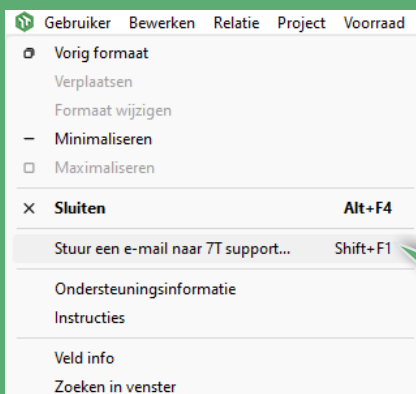 Gebruiker Bewerken Relatie Project Voorraad
Vorig formaat
Verplaatsen
Formaat wijzigen
Minimaliseren
Maximaliseren
Sluiten Alt+F4
Stuur een e-mail naar 7T support... Shift+F1
Ondersteuningsinformatie
Instructies
Veld info
Zoeken in venster